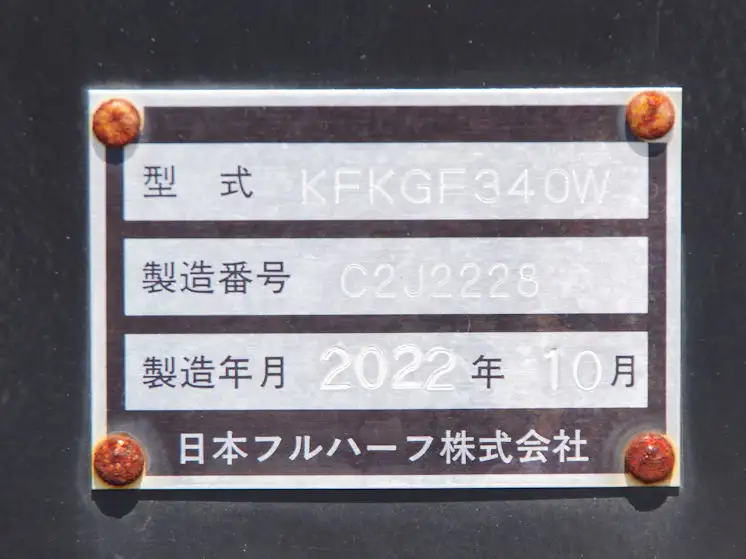 型 式 KFKGF340W
製造番号 C2J2228
製造年月 2022年 10月
日本フルハーフ株式会社